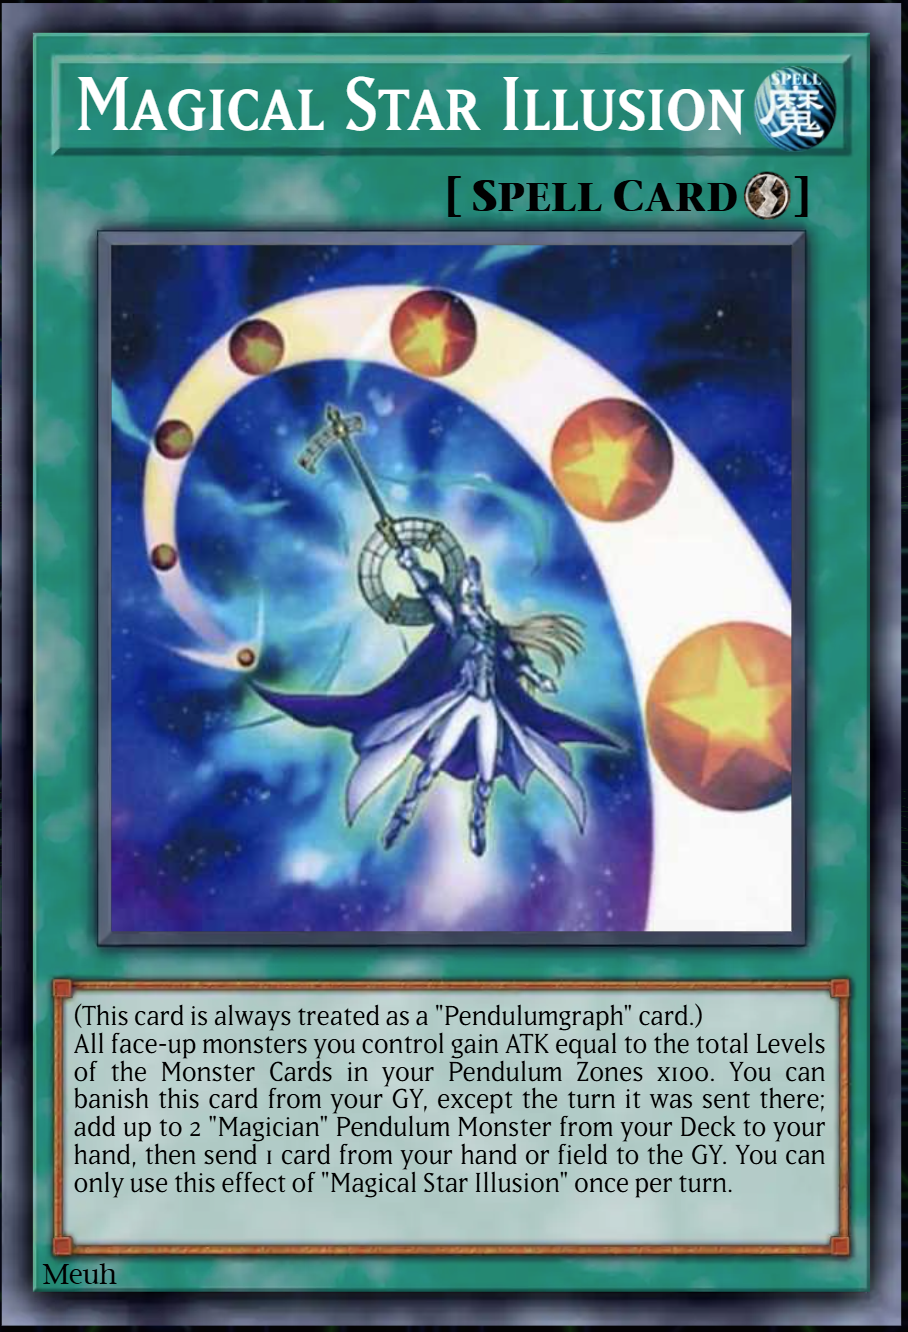 MAGICAL STAR ILLUSION
SPELL
魔
[SPELL CARD]
(This card is always treated as a "Pendulumgraph" card.)
All face-up monsters you control gain ATK equal to the total Levels
of the Monster Cards in your Pendulum Zones x100. You can
banish this card from your GY, except the turn it was sent there;
add up to 2 "Magician" Pendulum Monster from your Deck to your
hand, then send 1 card from your hand or field to the GY. You can
only use this effect of "Magical Star Illusion" once per turn.
Meuh